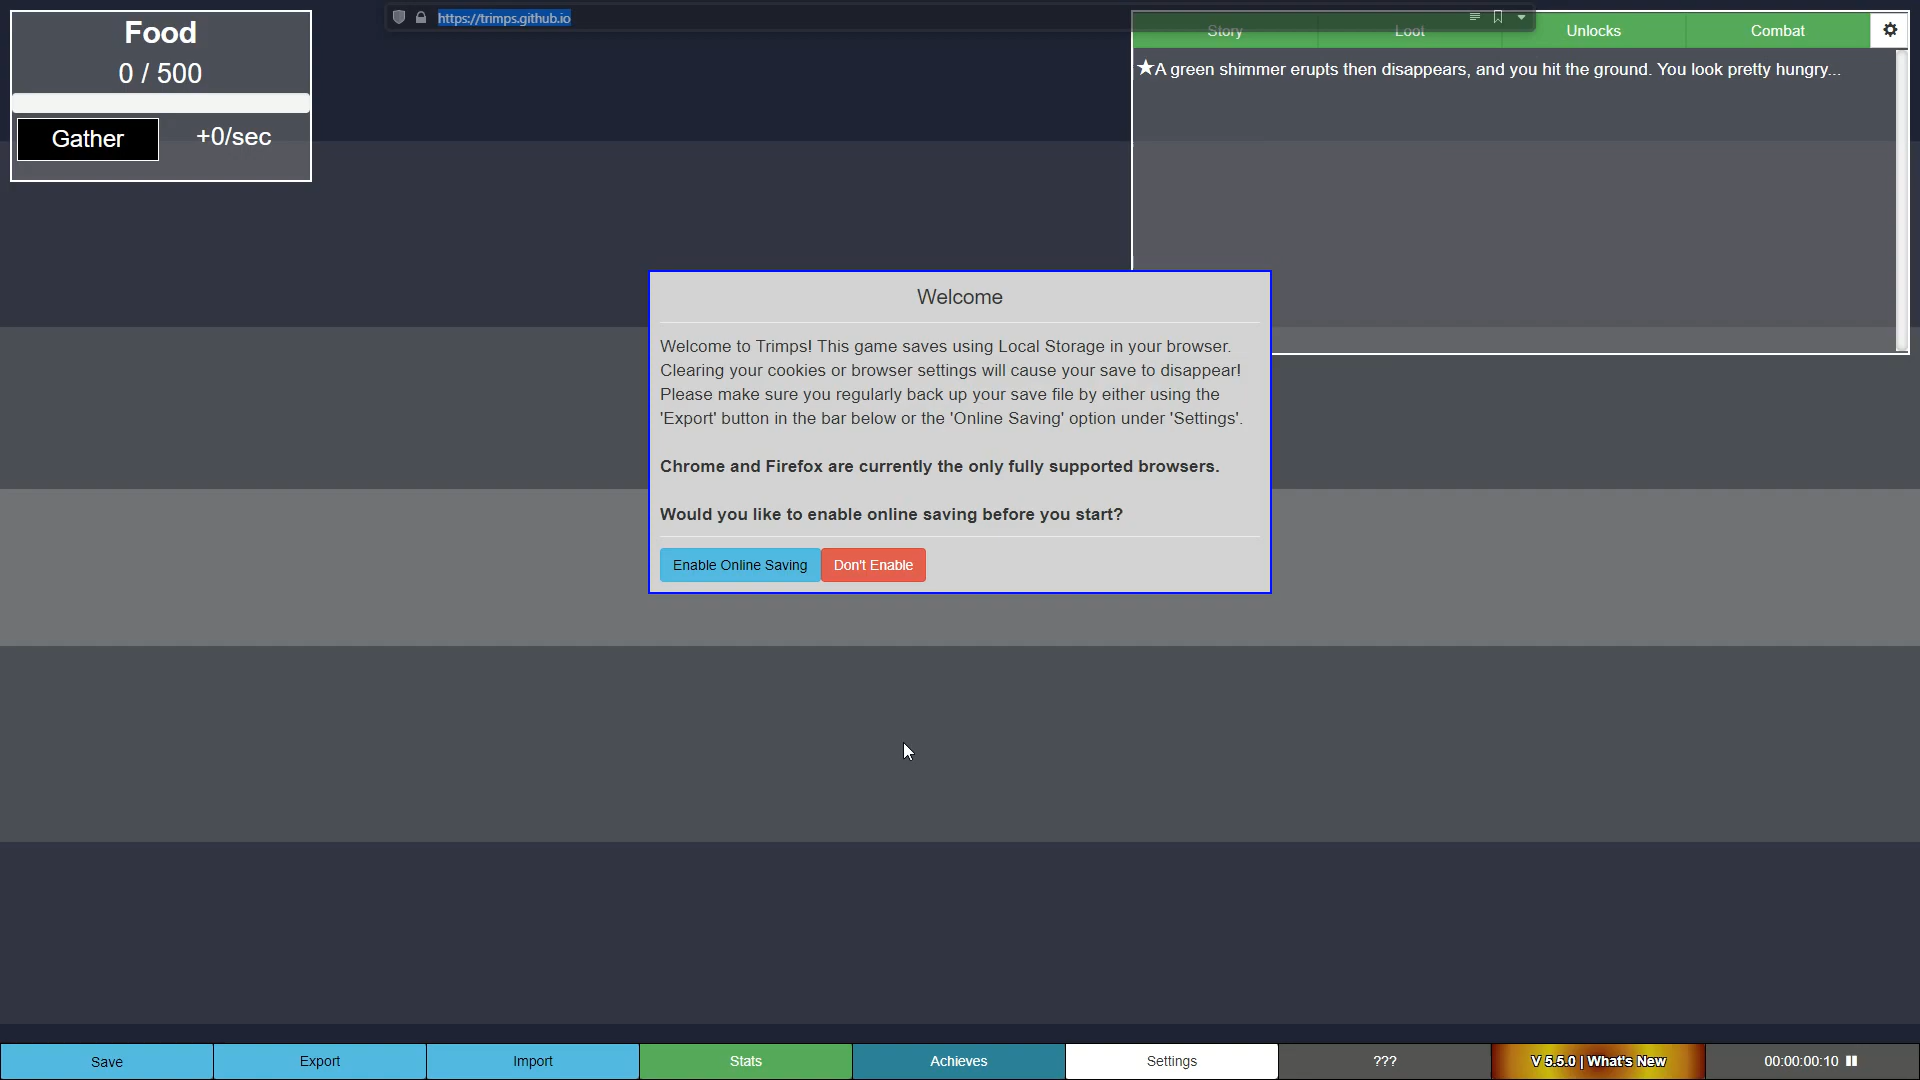 Food
0 / 500
Gather
+0/sec
https://trimps.github.io
Story
Loot
Unlocks
Combat
★A green shimmer erupts then disappears, and you hit the ground. You look pretty hungry...
Welcome
Welcome to Trimps! This game saves using Local Storage in your browser.
Clearing your cookies or browser settings will cause your save to disappear!
Please make sure you regularly back up your save file by either using the
'Export' button in the bar below or the 'Online Saving' option under 'Settings'.
Chrome and Firefox are currently the only fully supported browsers.
Would you like to enable online saving before you start?
Enable Online Saving
Don't Enable
Save
Export
Import
Stats
Achieves
Settings
???
V 5.5.0 | What's New
00:00:00:10